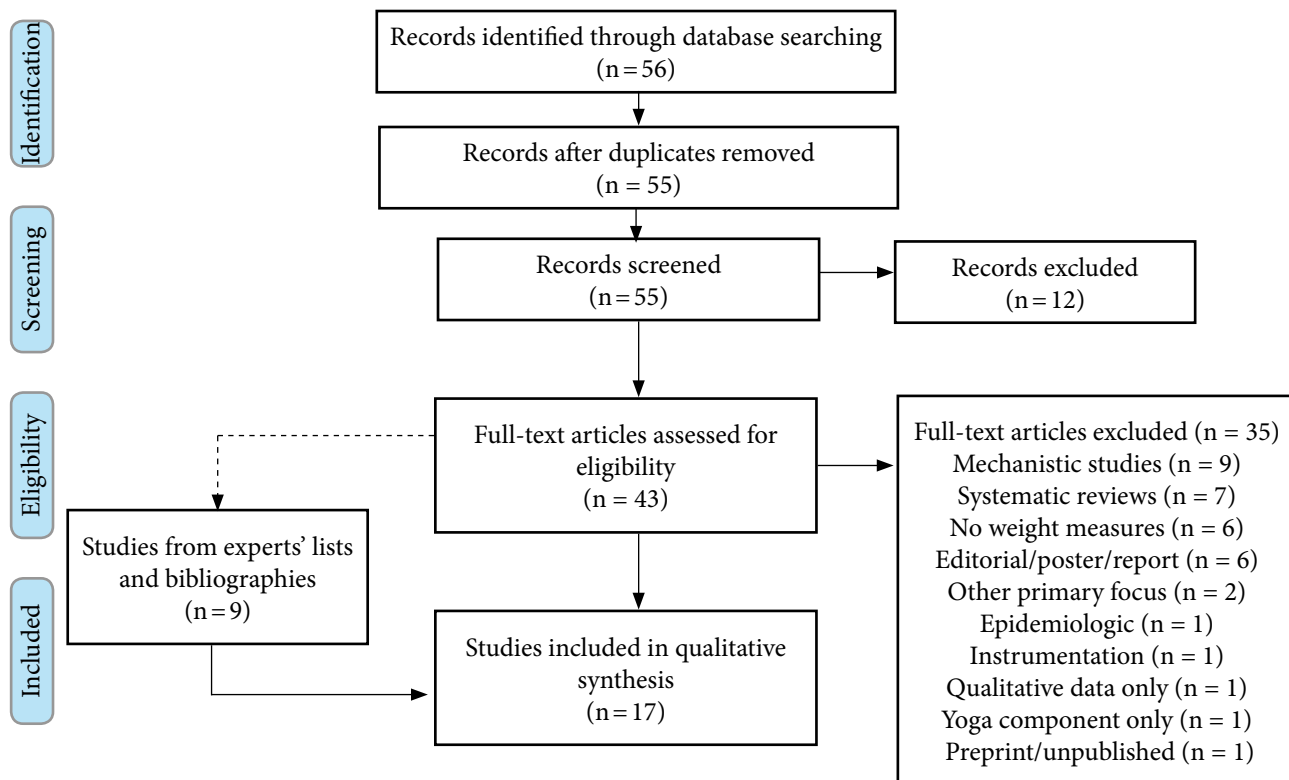 Identification
Records identified through database searching
(n = 56)
Records after duplicates removed
(n = 55)
Screening
Records screened
(n = 55)
Records excluded
(n = 12)
Eligibility
Full-text articles assessed for
eligibility
(n = 43)
Full-text articles excluded (n = 35)
Mechanistic studies (n = 9)
Systematic reviews (n = 7)
No weight measures (n = 6)
Editorial/poster/report (n = 6)
Other primary focus (n = 2)
Epidemiologic (n = 1)
Instrumentation (n = 1)
Qualitative data only (n = 1)
Yoga component only (n = 1)
Preprint/unpublished (n = 1)
Studies from experts’ lists
and bibliographies
(n = 9)
Included
Studies included in qualitative
synthesis
(n = 17)